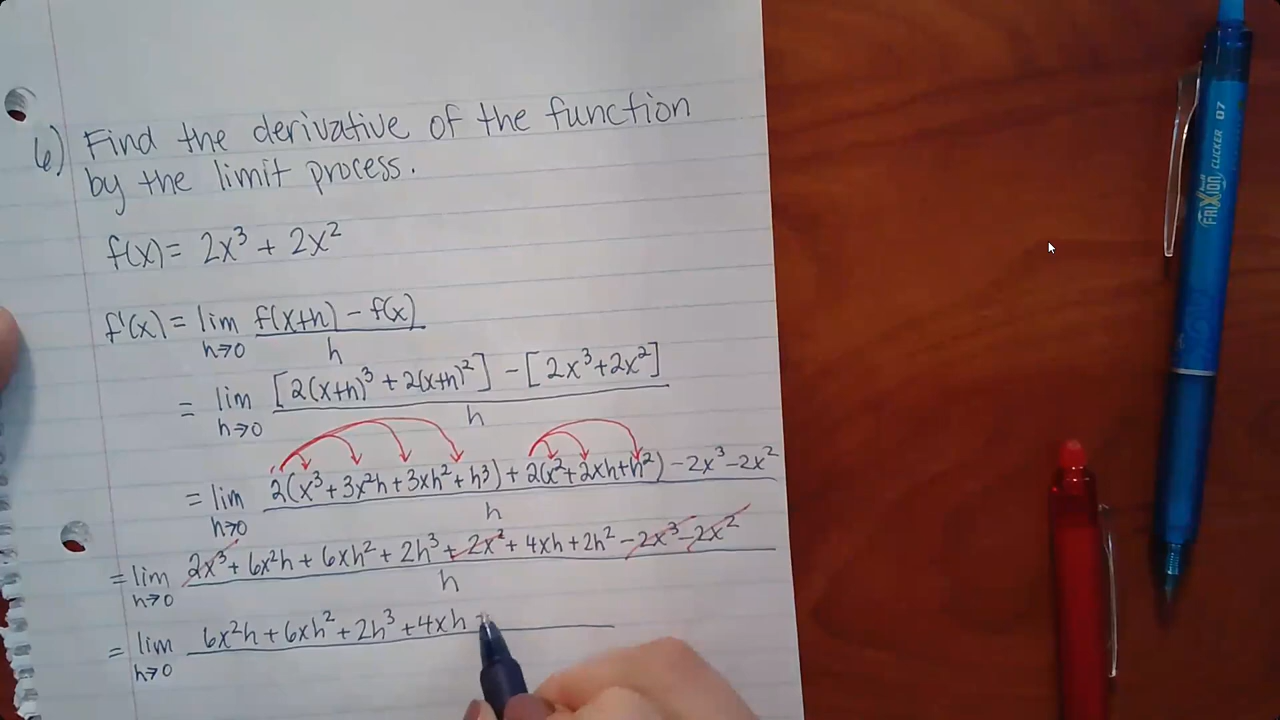 6) Find the derivative of the function
by the limit process.
f(x) = 2x³ + 2x²
f'(x) = lim h→0 f(x+h) - f(x) / h
= lim h→0 [2(x+h)³ + 2(x+h)²] - [2x³+2x²] / h
= lim h→0 2(x³+3x²h+3xh²+h³) + 2(x²+2xh+h²) - 2x³ - 2x² / h
= lim h→0 2x³ + 6x²h + 6xh² + 2h³ + 2x² + 4xh + 2h² - 2x³ - 2x² / h
= lim h→0 6x²h + 6xh² + 2h³ + 4xh
FRIXION CLICKER 07